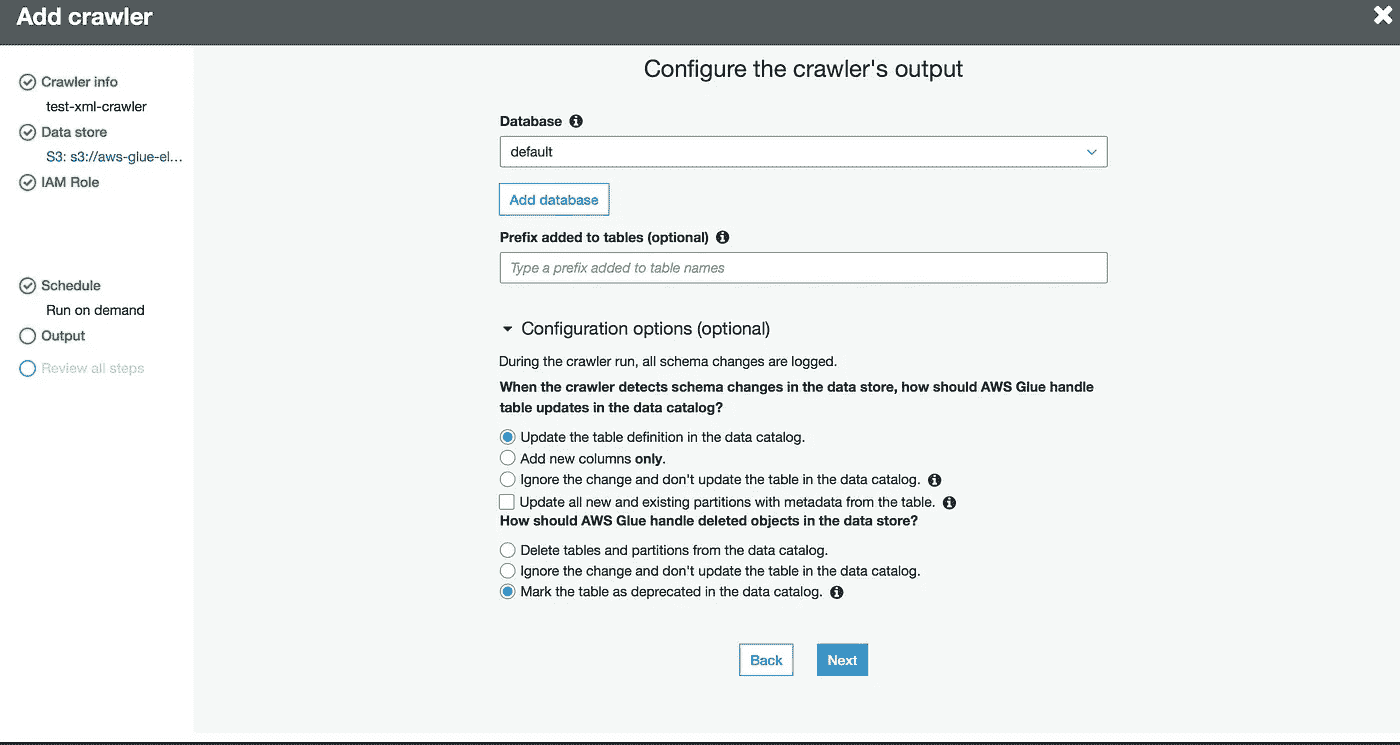 Add crawler
Crawler info
test-xml-crawler
Data store
S3: s3://aws-glue-el...
IAM Role
Schedule
Run on demand
Output
Review all steps
Configure the crawler's output
Database
default
Add database
Prefix added to tables (optional)
Type a prefix added to table names
Configuration options (optional)
During the crawler run, all schema changes are logged.
When the crawler detects schema changes in the data store, how should AWS Glue handle
table updates in the data catalog?
Update the table definition in the data catalog.
Add new columns only.
Ignore the change and don't update the table in the data catalog.
Update all new and existing partitions with metadata from the table.
How should AWS Glue handle deleted objects in the data store?
Delete tables and partitions from the data catalog.
Ignore the change and don't update the table in the data catalog.
Mark the table as deprecated in the data catalog.
Back
Next